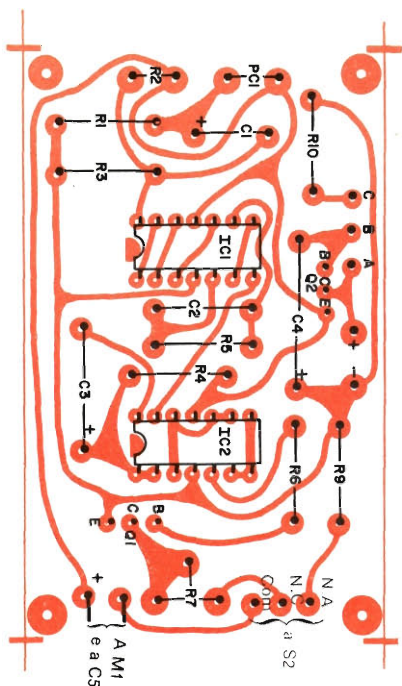 R2
PC1
R1
+
C1
R3
R10
C
B
A
IC1
B
C
E
Q2
C2
R5
C4
+
-
C3
+
R4
+
IC2
R6
R9
B
C
E
Q1
R7
N A
N.C
Com
a S2
+
A M1
e a C5